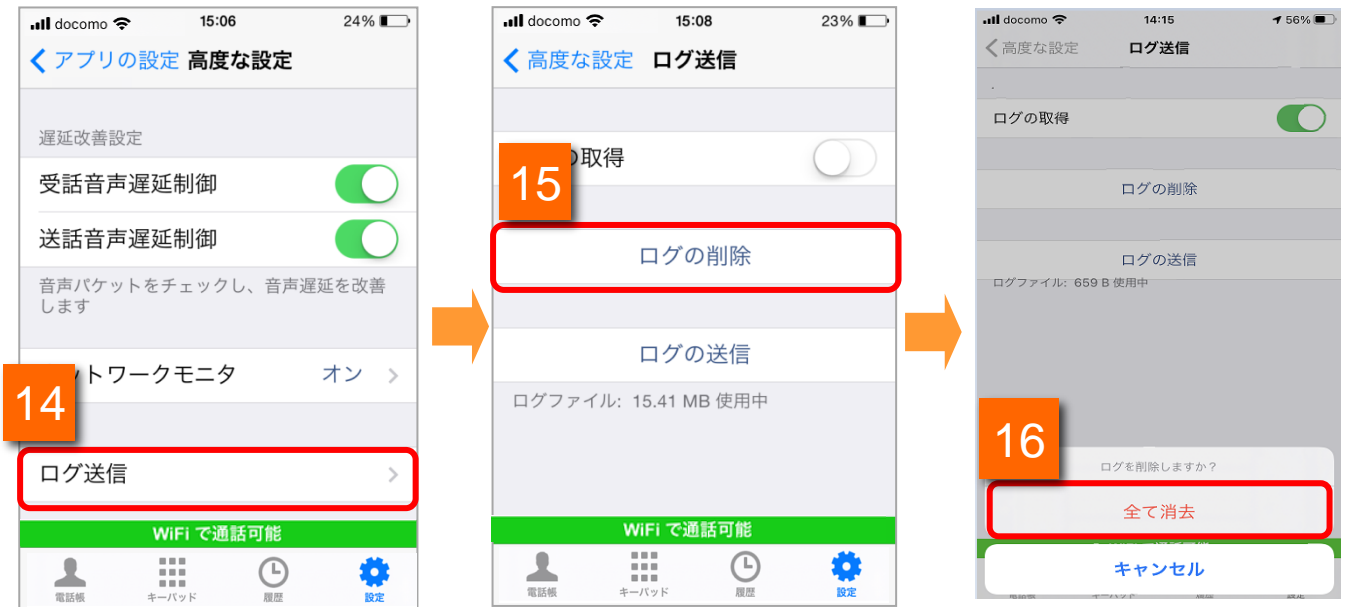 docomo 15:06 24%
アプリの設定 高度な設定
遅延改善設定
受話音声遅延制御
送話音声遅延制御
音声パケットをチェックし、音声遅延を改善
します
トワークモニタ オン
14
ログ送信
WiFi で通話可能
電話帳 キーパッド 履歴 設定
docomo 15:08 23%
高度な設定 ログ送信
15
取得
ログの削除
ログの送信
ログファイル: 15.41 MB 使用中
WiFi で通話可能
電話帳 キーパッド 履歴 設定
docomo 14:15 56%
高度な設定 ログ送信
ログの取得
ログの削除
ログの送信
ログファイル: 659 B 使用中
16
ログを削除しますか？
全て消去
キャンセル